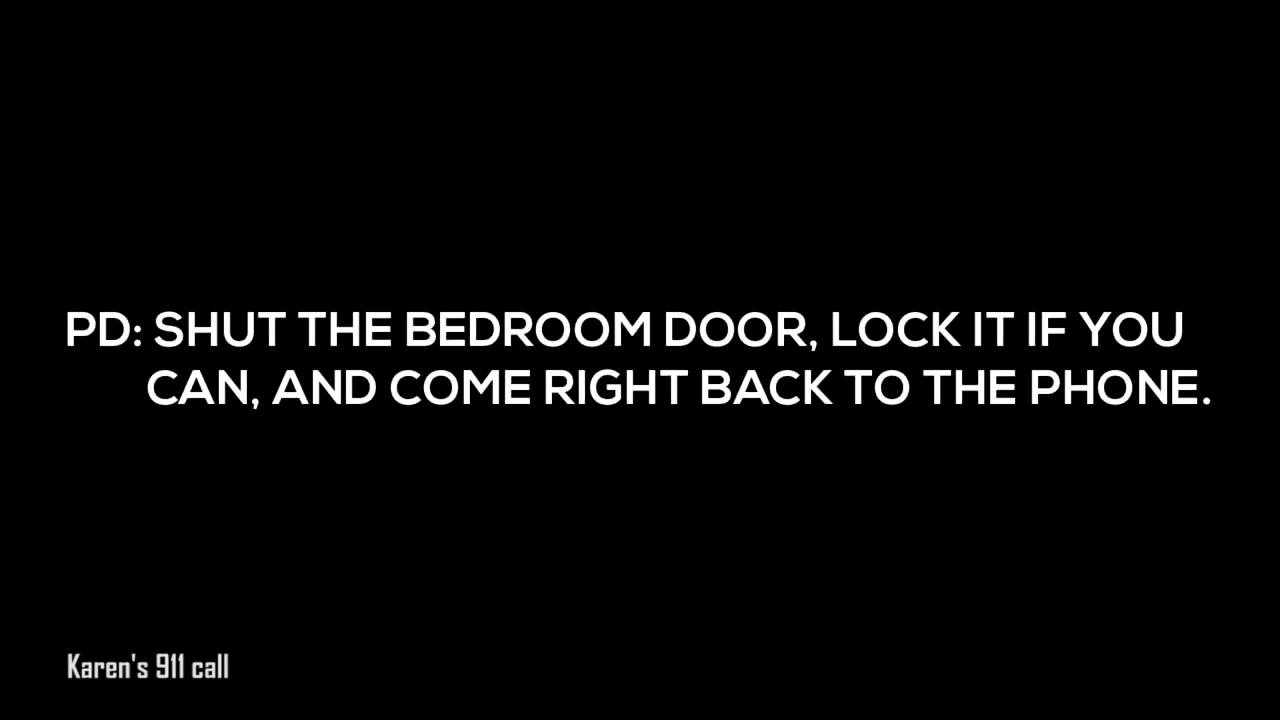 PD: SHUT THE BEDROOM DOOR, LOCK IT IF YOU
CAN, AND COME RIGHT BACK TO THE PHONE.
Karen's 911 call